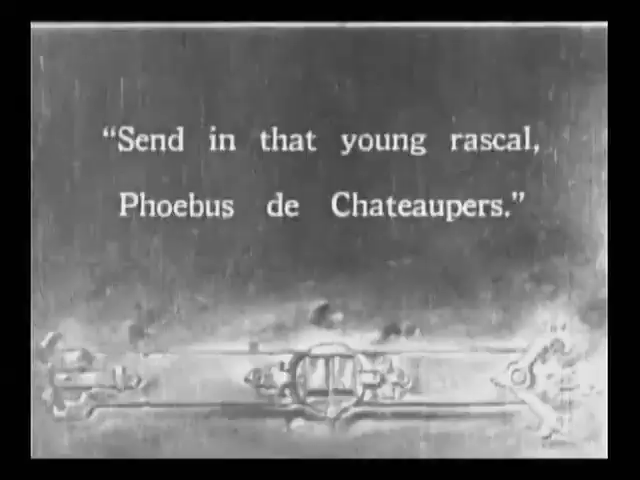 “Send in that young rascal,
Phoebus de Chateaupers.”